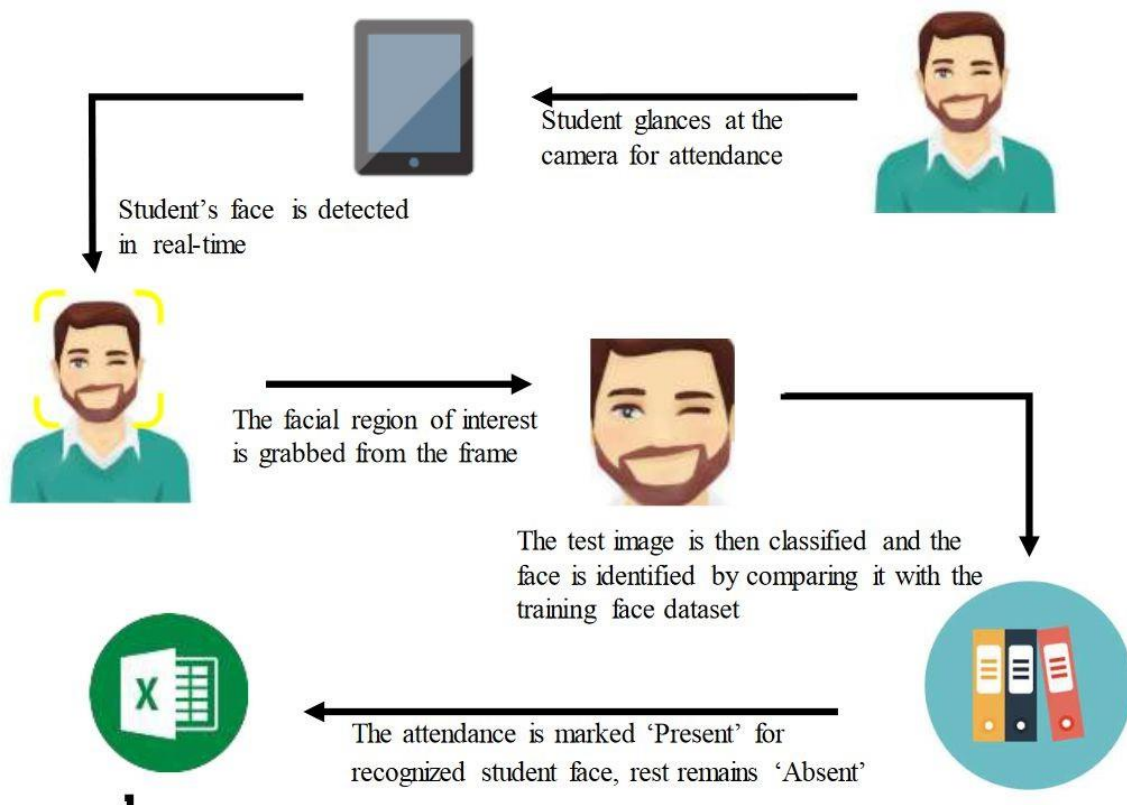 Student glances at the
camera for attendance
Student’s face is detected
in real-time
The facial region of interest
is grabbed from the frame
The test image is then classified and the
face is identified by comparing it with the
training face dataset
X
The attendance is marked ‘Present’ for
recognized student face, rest remains ‘Absent’